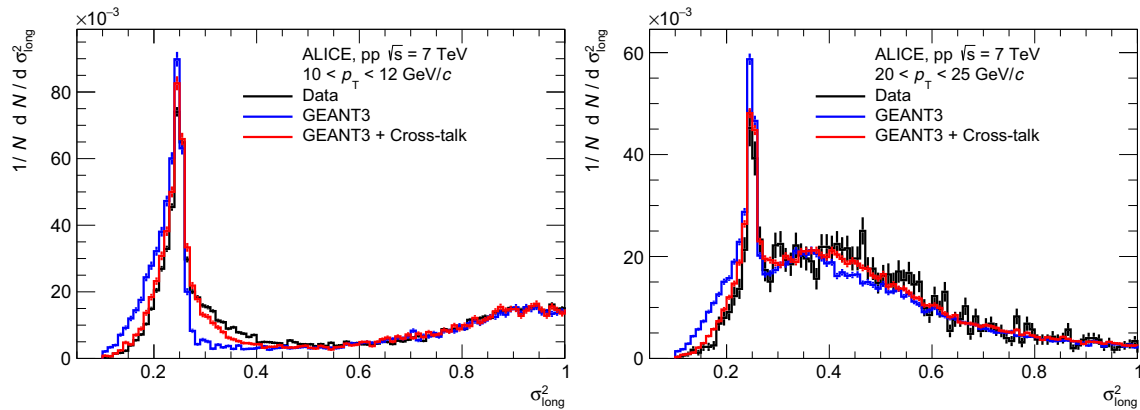 ×10⁻³
1/ N d N / d σ²long
ALICE, pp √s = 7 TeV
10 < pT < 12 GeV/c
Data
GEANT3
GEANT3 + Cross-talk
80
60
40
20
0
0.2
0.4
0.6
0.8
1
σ²long
×10⁻³
1/ N d N / d σ²long
ALICE, pp √s = 7 TeV
20 < pT < 25 GeV/c
Data
GEANT3
GEANT3 + Cross-talk
60
40
20
0
0.2
0.4
0.6
0.8
1
σ²long